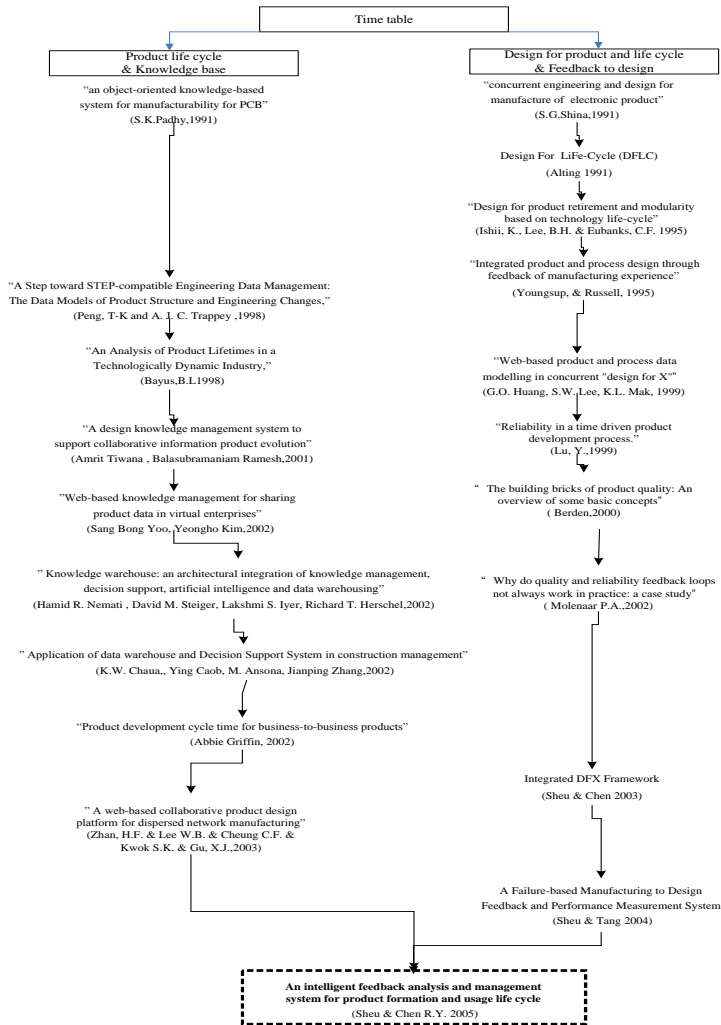 Time table
Product life cycle
& Knowledge base
“an object-oriented knowledge-based
system for manufacturability for PCB”
(S.K.Padhy,1991)
“A Step toward STEP-compatible Engineering Data Management:
The Data Models of Product Structure and Engineering Changes,”
(Peng, T-K and A. J. C. Trappey ,1998)
“An Analysis of Product Lifetimes in a
Technologically Dynamic Industry,”
(Bayus,B.L1998)
“A design knowledge management system to
support collaborative information product evolution”
(Amrit Tiwana , Balasubramaniam Ramesh,2001)
“Web-based knowledge management for sharing
product data in virtual enterprises”
(Sang Bong Yoo, Yeongho Kim,2002)
” Knowledge warehouse: an architectural integration of knowledge management,
decision support, artificial intelligence and data warehousing”
(Hamid R. Nemati , David M. Steiger, Lakshmi S. Iyer, Richard T. Herschel,2002)
” Application of data warehouse and Decision Support System in construction management”
(K.W. Chaua,, Ying Caob, M. Ansona, Jianping Zhang,2002)
“Product development cycle time for business-to-business products”
(Abbie Griffin, 2002)
” A web-based collaborative product design
platform for dispersed network manufacturing”
(Zhan, H.F. & Lee W.B. & Cheung C.F. &
Kwok S.K. & Gu, X.J.,2003)
Design for product and life cycle
& Feedback to design
“concurrent engineering and design for
manufacture of electronic product”
(S.G.Shina,1991)
Design For LiFe-Cycle (DFLC)
(Alting 1991)
“Design for product retirement and modularity
based on technology life-cycle”
(Ishii, K., Lee, B.H. & Eubanks, C.F. 1995)
“Integrated product and process design through
feedback of manufacturing experience”
(Youngsup, & Russell, 1995)
“Web-based product and process data
modelling in concurrent "design for X"”
(G.O. Huang, S.W. Lee, K.L. Mak, 1999)
“Reliability in a time driven product
development process.”
(Lu, Y.,1999)
“ The building bricks of product quality: An
overview of some basic concepts"
( Berden,2000)
“ Why do quality and reliability feedback loops
not always work in practice: a case study"
( Molenaar P.A.,2002)
Integrated DFX Framework
(Sheu & Chen 2003)
A Failure-based Manufacturing to Design
Feedback and Performance Measurement System
(Sheu & Tang 2004)
An intelligent feedback analysis and management
system for product formation and usage life cycle
(Sheu & Chen R.Y. 2005)